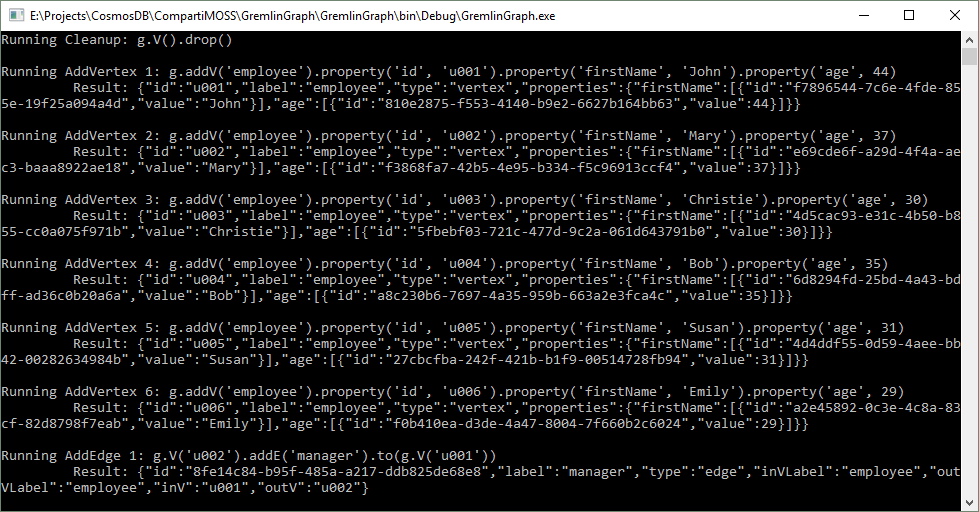 E:\Projects\CosmosDB\CompartiMOSS\GremlinGraph\GremlinGraph\bin\Debug\GremlinGraph.exe
Running Cleanup: g.V().drop()
Running AddVertex 1: g.addV('employee').property('id', 'u001').property('firstName', 'John').property('age', 44)
Result: {"id":"u001","label":"employee","type":"vertex","properties":{"firstName":[{"id":"f7896544-7c6e-4fde-85
5e-19f25a094a4d","value":"John"}],"age":[{"id":"810e2875-f553-4140-b9e2-6627b164bb63","value":44}]}}
Running AddVertex 2: g.addV('employee').property('id', 'u002').property('firstName', 'Mary').property('age', 37)
Result: {"id":"u002","label":"employee","type":"vertex","properties":{"firstName":[{"id":"e69cde6f-a29d-4f4a-ae
c3-baaa8922ae18","value":"Mary"}],"age":[{"id":"f3868fa7-42b5-4e95-b334-f5c96913ccf4","value":37}]}}
Running AddVertex 3: g.addV('employee').property('id', 'u003').property('firstName', 'Christie').property('age', 30)
Result: {"id":"u003","label":"employee","type":"vertex","properties":{"firstName":[{"id":"4d5cac93-e31c-4b50-b8
55-cc0a075f971b","value":"Christie"}],"age":[{"id":"5fbebf03-721c-477d-9c2a-061d643791b0","value":30}]}}
Running AddVertex 4: g.addV('employee').property('id', 'u004').property('firstName', 'Bob').property('age', 35)
Result: {"id":"u004","label":"employee","type":"vertex","properties":{"firstName":[{"id":"6d8294fd-25bd-4a43-bd
ff-ad36c0b20a6a","value":"Bob"}],"age":[{"id":"a8c230b6-7697-4a35-959b-663a2e3fca4c","value":35}]}}
Running AddVertex 5: g.addV('employee').property('id', 'u005').property('firstName', 'Susan').property('age', 31)
Result: {"id":"u005","label":"employee","type":"vertex","properties":{"firstName":[{"id":"4d4ddf55-0d59-4aee-bb
42-00282634984b","value":"Susan"}],"age":[{"id":"27cbcfba-242f-421b-b1f9-00514728fb94","value":31}]}}
Running AddVertex 6: g.addV('employee').property('id', 'u006').property('firstName', 'Emily').property('age', 29)
Result: {"id":"u006","label":"employee","type":"vertex","properties":{"firstName":[{"id":"a2e45892-0c3e-4c8a-83
cf-82d8798f7eab","value":"Emily"}],"age":[{"id":"f0b410ea-d3de-4a47-8004-7f660b2c6024","value":29}]}}
Running AddEdge 1: g.V('u002').addE('manager').to(g.V('u001'))
Result: {"id":"8fe14c84-b95f-485a-a217-ddb825de68e8","label":"manager","type":"edge","inVLabel":"employee","out
VLabel":"employee","inV":"u001","outV":"u002"}